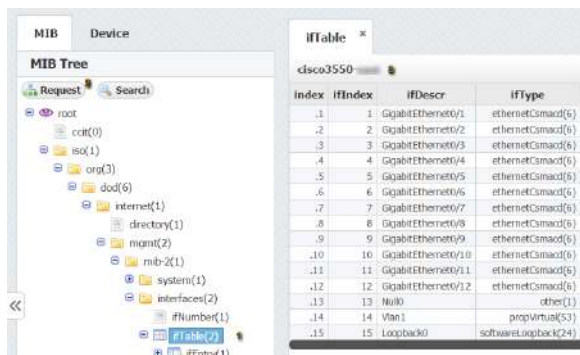 MIB Device
MIB Tree
Request Search
root
ccit(0)
iso(1)
org(3)
dod(6)
internet(1)
directory(1)
mgmt(2)
mib-2(1)
system(1)
interfaces(2)
ifNumber(1)
ifTable(2)
ifEntry(1)
ifTable ×
cisco3550-
index ifIndex ifDescr ifType
.1 1 GigabitEthernet0/1 ethernetCsmacd(6)
.2 2 GigabitEthernet0/2 ethernetCsmacd(6)
.3 3 GigabitEthernet0/3 ethernetCsmacd(6)
.4 4 GigabitEthernet0/4 ethernetCsmacd(6)
.5 5 GigabitEthernet0/5 ethernetCsmacd(6)
.6 6 GigabitEthernet0/6 ethernetCsmacd(6)
.7 7 GigabitEthernet0/7 ethernetCsmacd(6)
.8 8 GigabitEthernet0/8 ethernetCsmacd(6)
.9 9 GigabitEthernet0/9 ethernetCsmacd(6)
.10 10 GigabitEthernet0/10 ethernetCsmacd(6)
.11 11 GigabitEthernet0/11 ethernetCsmacd(6)
.12 12 GigabitEthernet0/12 ethernetCsmacd(6)
.13 13 Null0 other(1)
.14 14 Vlan1 propVirtual(53)
.15 15 Loopback0 softwareLoopback(24)